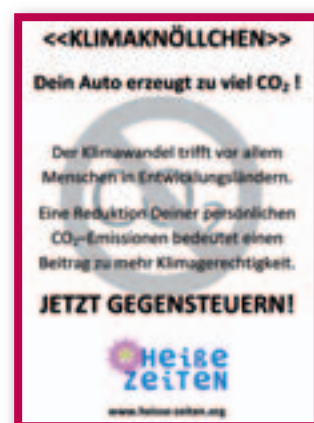 <<KLIMAKNÖLLCHEN>>
Dein Auto erzeugt zu viel CO₂ !
CO₂
Der Klimawandel trifft vor allem
Menschen in Entwicklungsländern.
Eine Reduktion Deiner persönlichen
CO₂-Emissionen bedeutet einen
Beitrag zu mehr Klimagerechtigkeit.
JETZT GEGENSTEUERN!
HEIßE
ZEITEN
www.heisse-zeiten.org